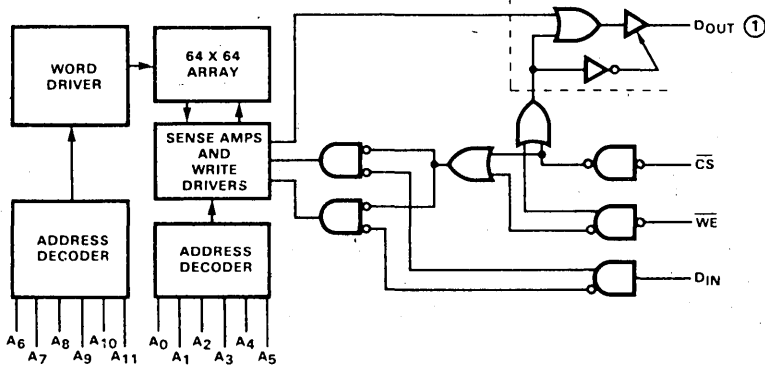 WORD
DRIVER
64 X 64
ARRAY
SENSE AMPS
AND
WRITE
DRIVERS
ADDRESS
DECODER
ADDRESS
DECODER
DOUT ①
CS
WE
DIN
A6
A7
A8
A9
A10
A11
A0
A1
A2
A3
A4
A5